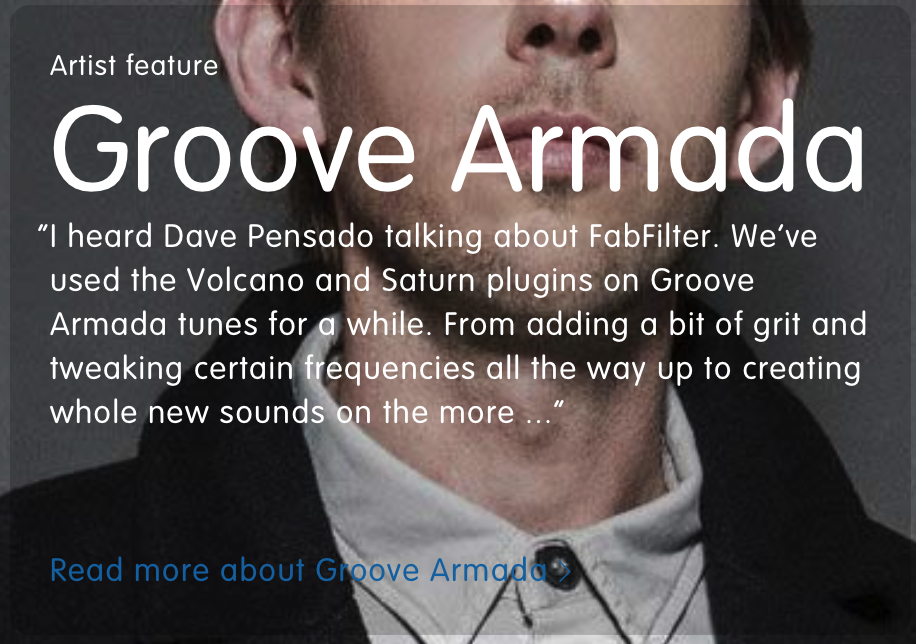 Artist feature
Groove Armada
“I heard Dave Pensado talking about FabFilter. We’ve
used the Volcano and Saturn plugins on Groove
Armada tunes for a while. From adding a bit of grit and
tweaking certain frequencies all the way up to creating
whole new sounds on the more ...”
Read more about Groove Armada >